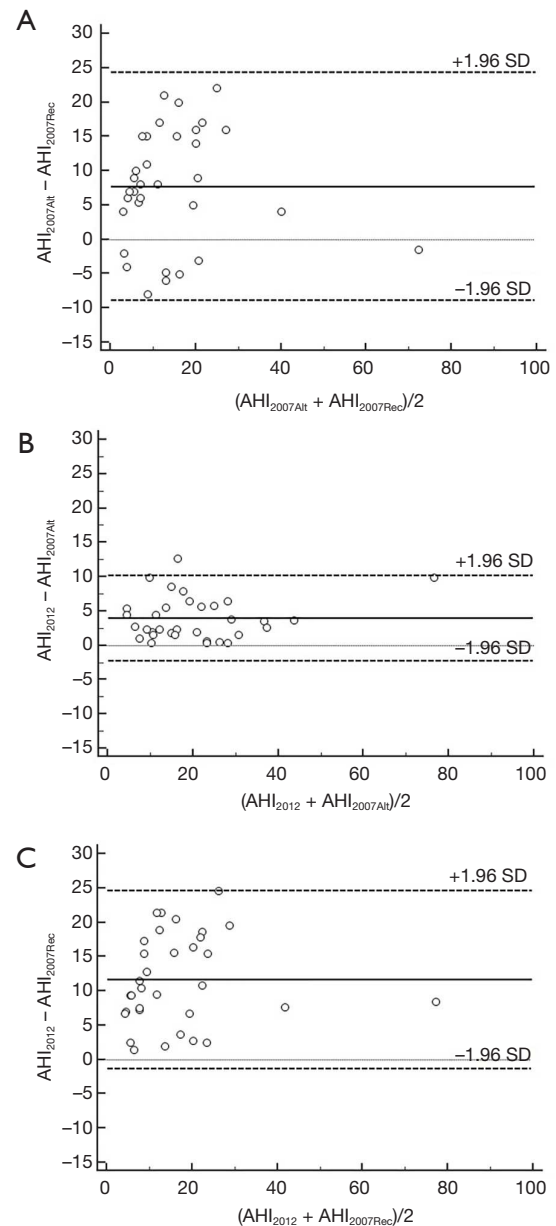 A
30
25
20
15
10
5
0
−5
−10
−15
+1.96 SD
−1.96 SD
AHI2007Alt − AHI2007Rec
0 20 40 60 80 100
(AHI2007Alt + AHI2007Rec)/2
B
30
25
20
15
10
5
0
−5
−10
−15
+1.96 SD
−1.96 SD
AHI2012 − AHI2007Alt
0 20 40 60 80 100
(AHI2012 + AHI2007Alt)/2
C
30
25
20
15
10
5
0
−5
−10
−15
+1.96 SD
−1.96 SD
AHI2012 − AHI2007Rec
0 20 40 60 80 100
(AHI2012 + AHI2007Rec)/2